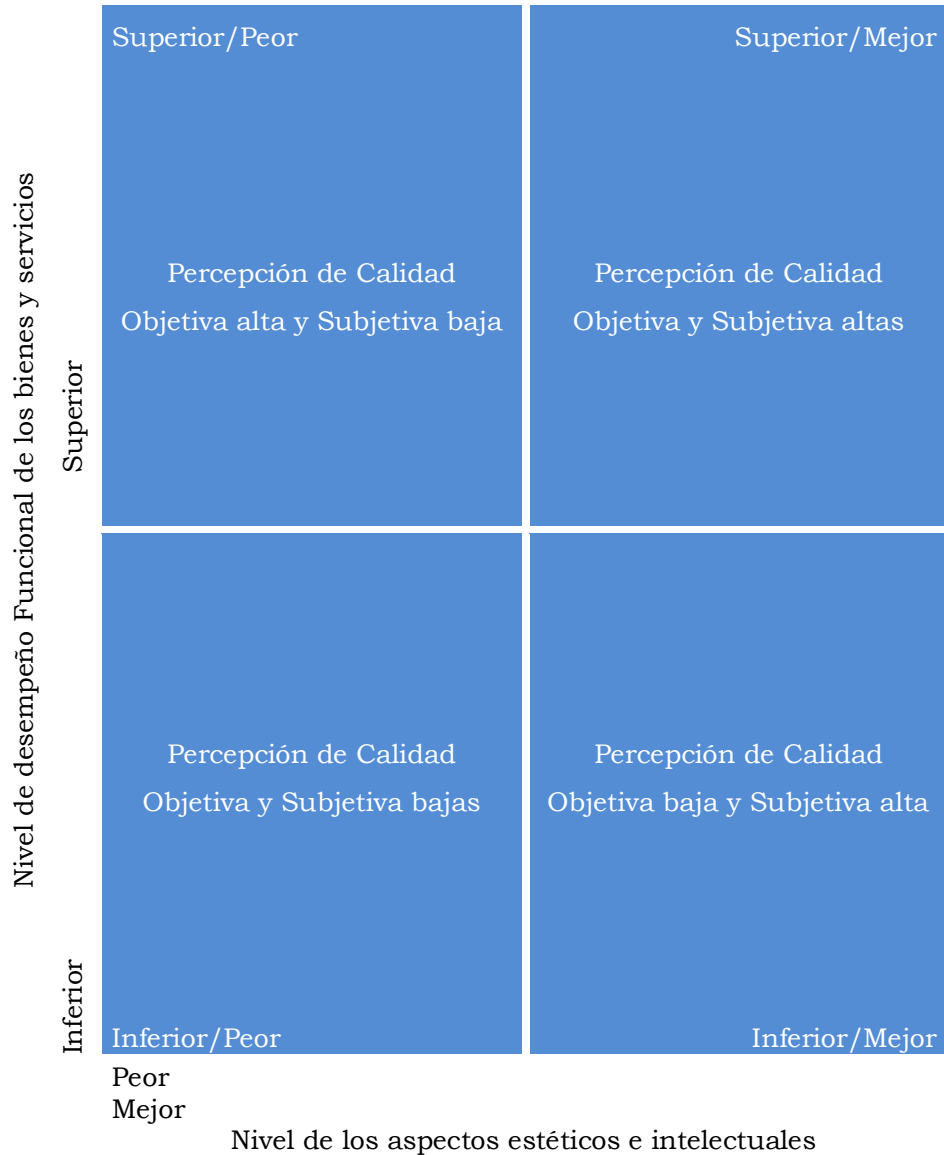 Superior/Peor
Superior/Mejor
Percepción de Calidad
Objetiva alta y Subjetiva baja
Percepción de Calidad
Objetiva y Subjetiva altas
Nivel de desempeño Funcional de los bienes y servicios
Superior
Percepción de Calidad
Objetiva y Subjetiva bajas
Percepción de Calidad
Objetiva baja y Subjetiva alta
Inferior
Inferior/Peor
Inferior/Mejor
Peor
Mejor
Nivel de los aspectos estéticos e intelectuales